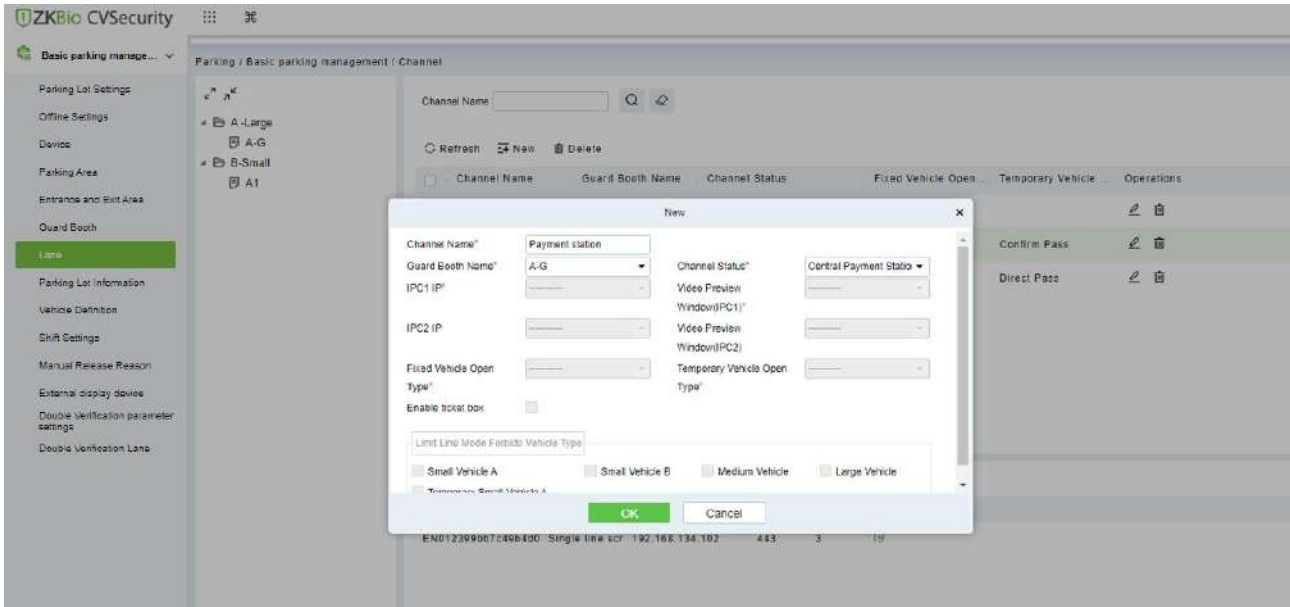 ZKBio CVSecurity
Basic parking manage...
Parking / Basic parking management / Channel
Parking Lot Settings
Offline Settings
Device
Parking Area
Entrance and Exit Area
Guard Booth
Lane
Parking Lot Information
Vehicle Definition
Shift Settings
Manual Release Reason
External display device
Double Verification parameter
settings
Double Verification Lane
A -Large
A-G
B-Small
A1
Channel Name
Refresh New Delete
Channel Name Guard Booth Name Channel Status Fixed Vehicle Open... Temporary Vehicle ... Operations
Confirm Pass
Direct Pass
New
Channel Name* Payment station
Guard Booth Name* A-G Channel Status* Central Payment Statio
IPC1 IP* ---------- Video Preview ----------
Window(IPC1)*
IPC2 IP ---------- Video Preview ----------
Window(IPC2)
Fixed Vehicle Open ---------- Temporary Vehicle Open ----------
Type* Type*
Enable ticket box
Limit Line Mode Forbids Vehicle Type
Small Vehicle A Small Vehicle B Medium Vehicle Large Vehicle
Temporary Small Vehicle A
OK Cancel
Single line scr 192.168.134.102 443 3